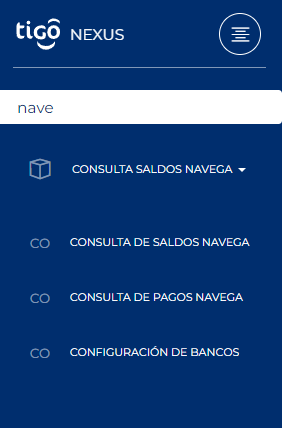 tigo NEXUS
nave
CONSULTA SALDOS NAVEGA
CO CONSULTA DE SALDOS NAVEGA
CO CONSULTA DE PAGOS NAVEGA
CO CONFIGURACIÓN DE BANCOS